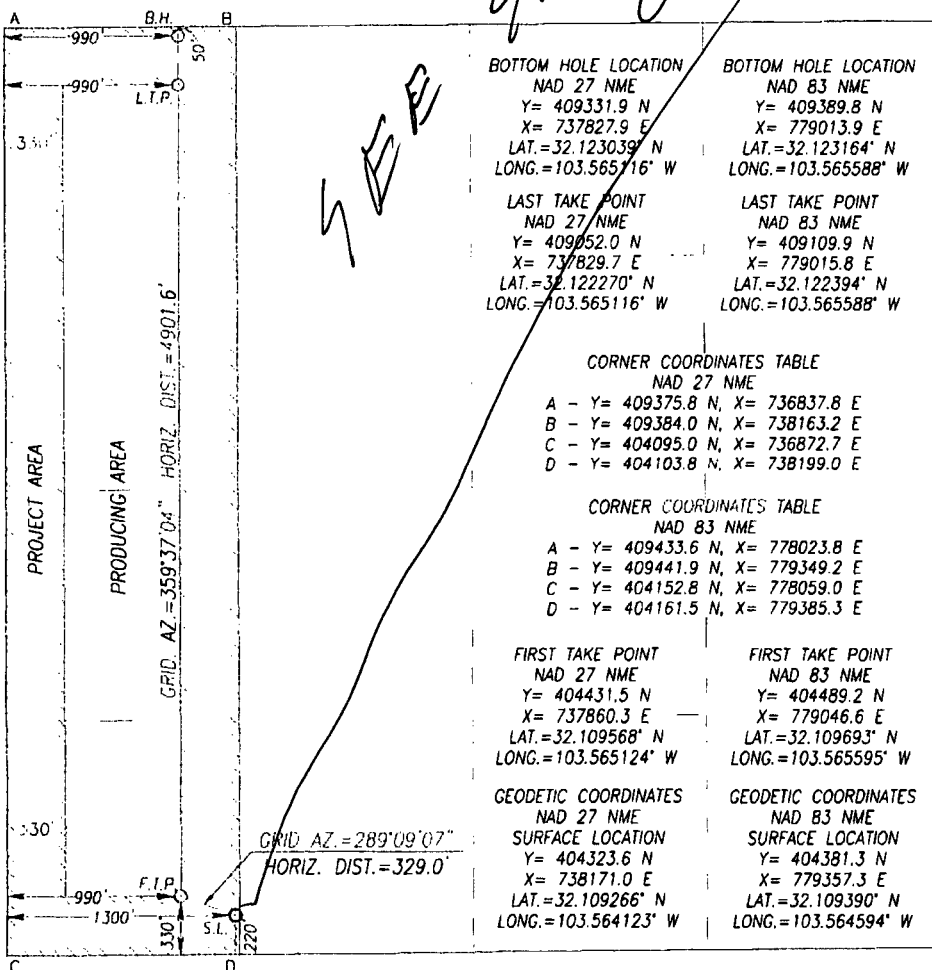 A
B.H.
B
990'
50'
990'
L.T.P.
330'
SEE
BOTTOM HOLE LOCATION
NAD 27 NME
Y= 409331.9 N
X= 737827.9 E
LAT.=32.123039° N
LONG.=103.565116° W
BOTTOM HOLE LOCATION
NAD 83 NME
Y= 409389.8 N
X= 779013.9 E
LAT.=32.123164° N
LONG.=103.565588° W
LAST TAKE POINT
NAD 27 NME
Y= 409052.0 N
X= 737829.7 E
LAT.=32.122270° N
LONG.=103.565116° W
LAST TAKE POINT
NAD 83 NME
Y= 409109.9 N
X= 779015.8 E
LAT.=32.122394° N
LONG.=103.565588° W
PROJECT AREA
PRODUCING AREA
GRID AZ.=359°37'04" HORIZ. DIST.=4901.6'
CORNER COORDINATES TABLE
NAD 27 NME
A - Y= 409375.8 N, X= 736837.8 E
B - Y= 409384.0 N, X= 738163.2 E
C - Y= 404095.0 N, X= 736872.7 E
D - Y= 404103.8 N, X= 738199.0 E
CORNER COORDINATES TABLE
NAD 83 NME
A - Y= 409433.6 N, X= 778023.8 E
B - Y= 409441.9 N, X= 779349.2 E
C - Y= 404152.8 N, X= 778059.0 E
D - Y= 404161.5 N, X= 779385.3 E
FIRST TAKE POINT
NAD 27 NME
Y= 404431.5 N
X= 737860.3 E
LAT.=32.109568° N
LONG.=103.565124° W
FIRST TAKE POINT
NAD 83 NME
Y= 404489.2 N
X= 779046.6 E
LAT.=32.109693° N
LONG.=103.565595° W
GEODETIC COORDINATES
NAD 27 NME
SURFACE LOCATION
Y= 404323.6 N
X= 738171.0 E
LAT.=32.109266° N
LONG.=103.564123° W
GEODETIC COORDINATES
NAD 83 NME
SURFACE LOCATION
Y= 404381.3 N
X= 779357.3 E
LAT.=32.109390° N
LONG.=103.564594° W
GRID AZ.=289°09'07"
HORIZ. DIST.=329.0'
990'
F.T.P.
1300'
S.L.
330'
220'
C
D